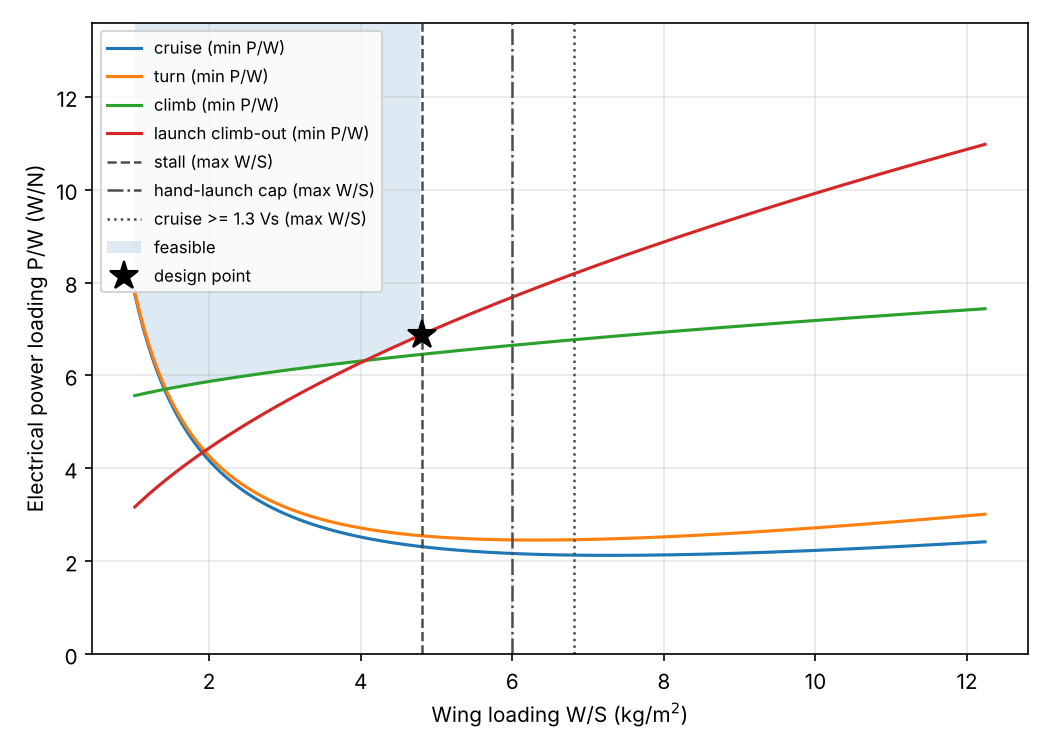 cruise (min P/W)
turn (min P/W)
climb (min P/W)
launch climb-out (min P/W)
stall (max W/S)
hand-launch cap (max W/S)
cruise >= 1.3 Vs (max W/S)
feasible
design point
Electrical power loading P/W (W/N)
12
10
8
6
4
2
0
2 4 6 8 10 12
Wing loading W/S (kg/m²)